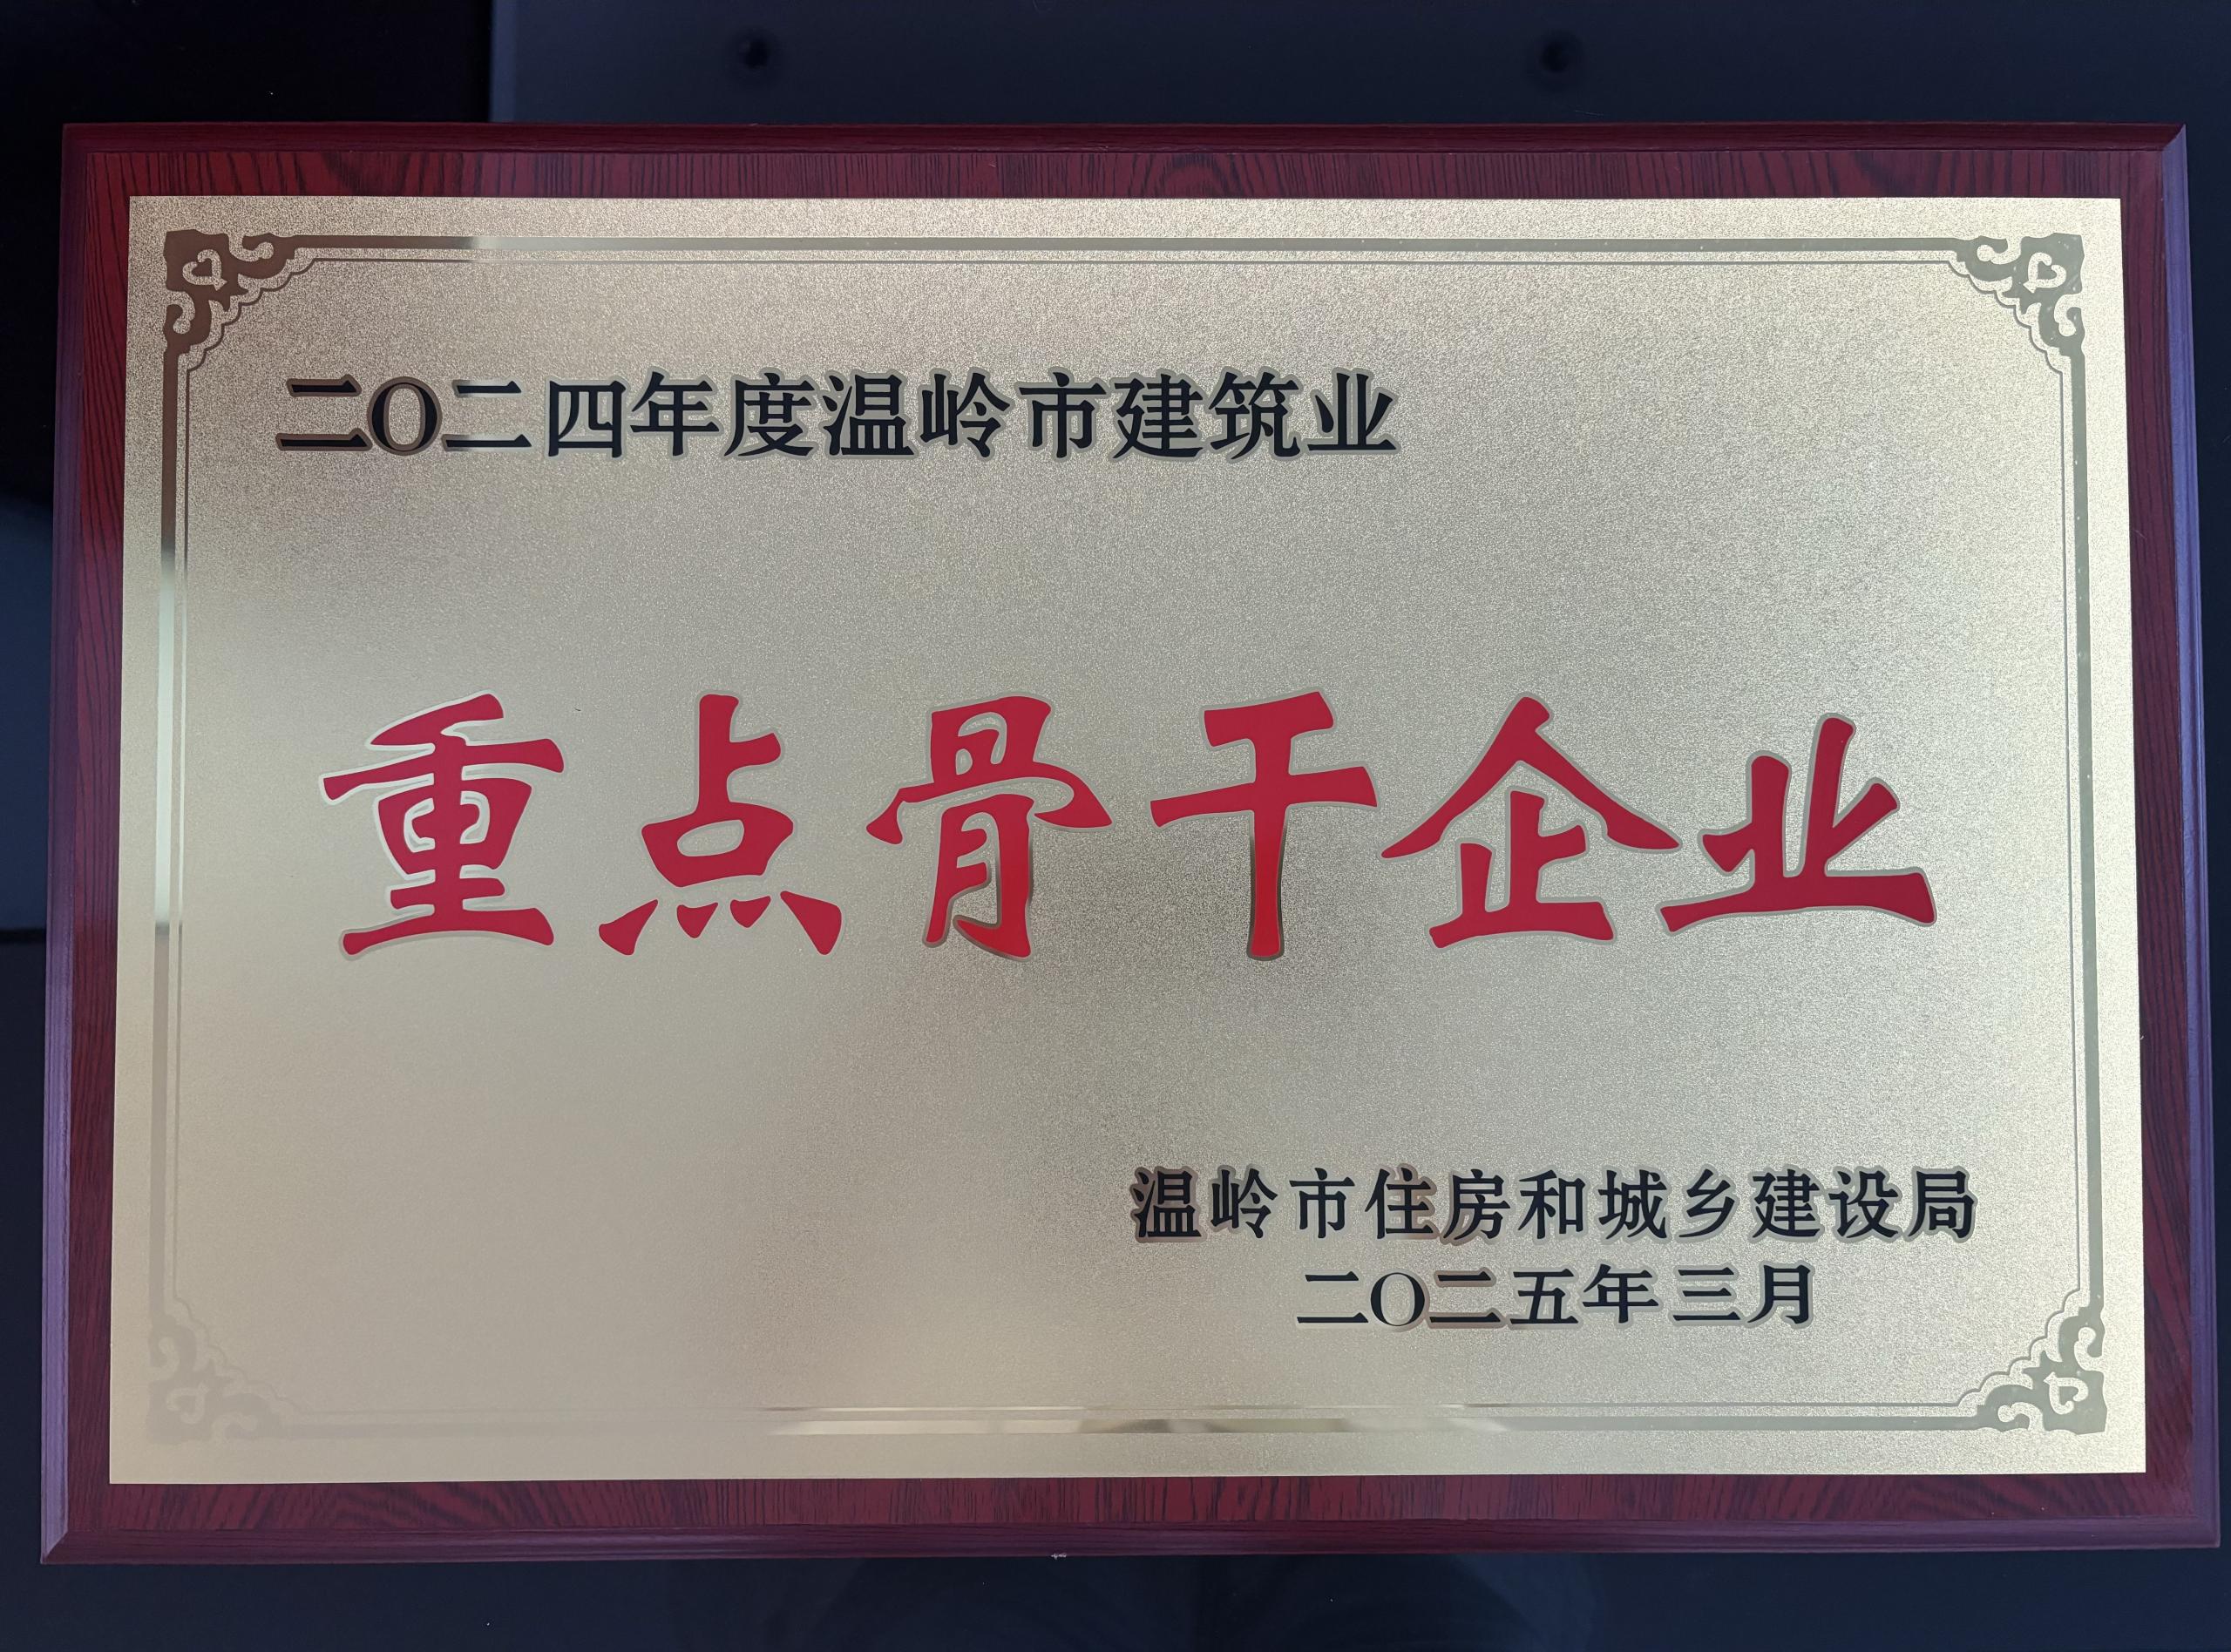 二〇二四年度温岭市建筑业
重点骨干企业
温岭市住房和城乡建设局
二〇二五年三月